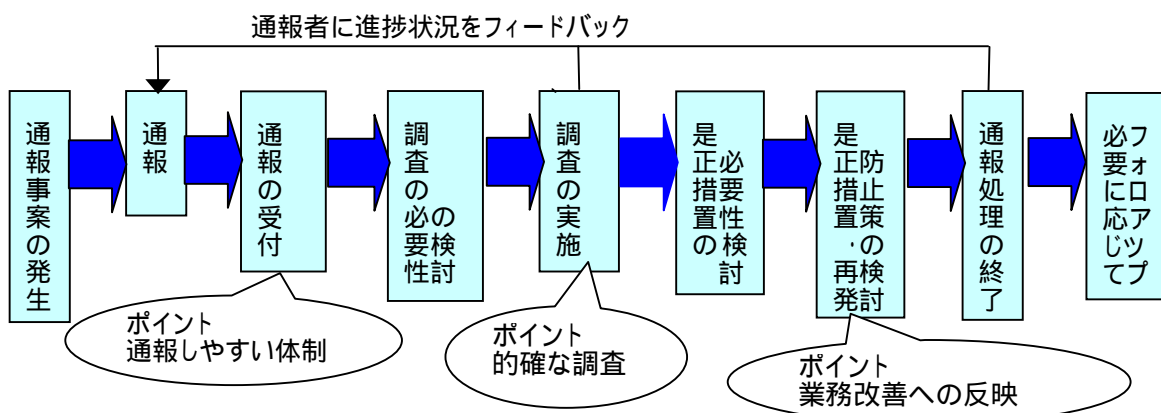 通報者に進捗状況をフィードバック
通報事案の発生
通報
通報の受付
調査の必要性
の検討
調査の実施
是正措置の
必要性検討
是正措置・再発
防止策の検討
通報処理の終了
必要に応じて
フォロアップ
ポイント
通報しやすい体制
ポイント
的確な調査
ポイント
業務改善への反映